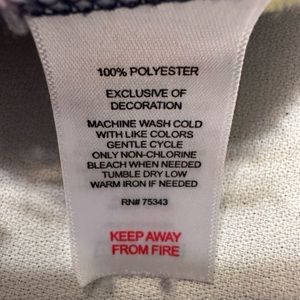 100% POLYESTER
EXCLUSIVE OF
DECORATION
MACHINE WASH COLD
WITH LIKE COLORS
GENTLE CYCLE
ONLY NON-CHLORINE
BLEACH WHEN NEEDED
TUMBLE DRY LOW
WARM IRON IF NEEDED
RN# 75343
KEEP AWAY
FROM FIRE